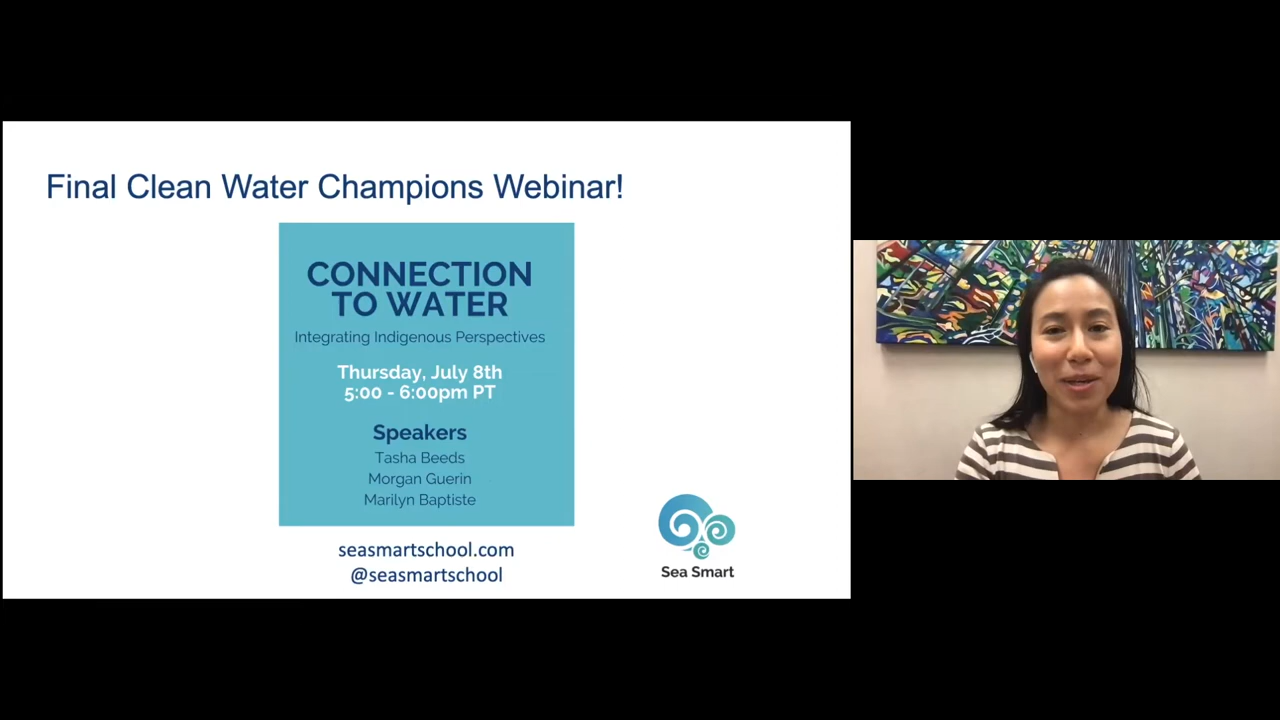 Final Clean Water Champions Webinar!
CONNECTION
TO WATER
Integrating Indigenous Perspectives
Thursday, July 8th
5:00 - 6:00pm PT
Speakers
Tasha Beeds
Morgan Guerin
Marilyn Baptiste
seasmartschool.com
@seasmartschool
Sea Smart